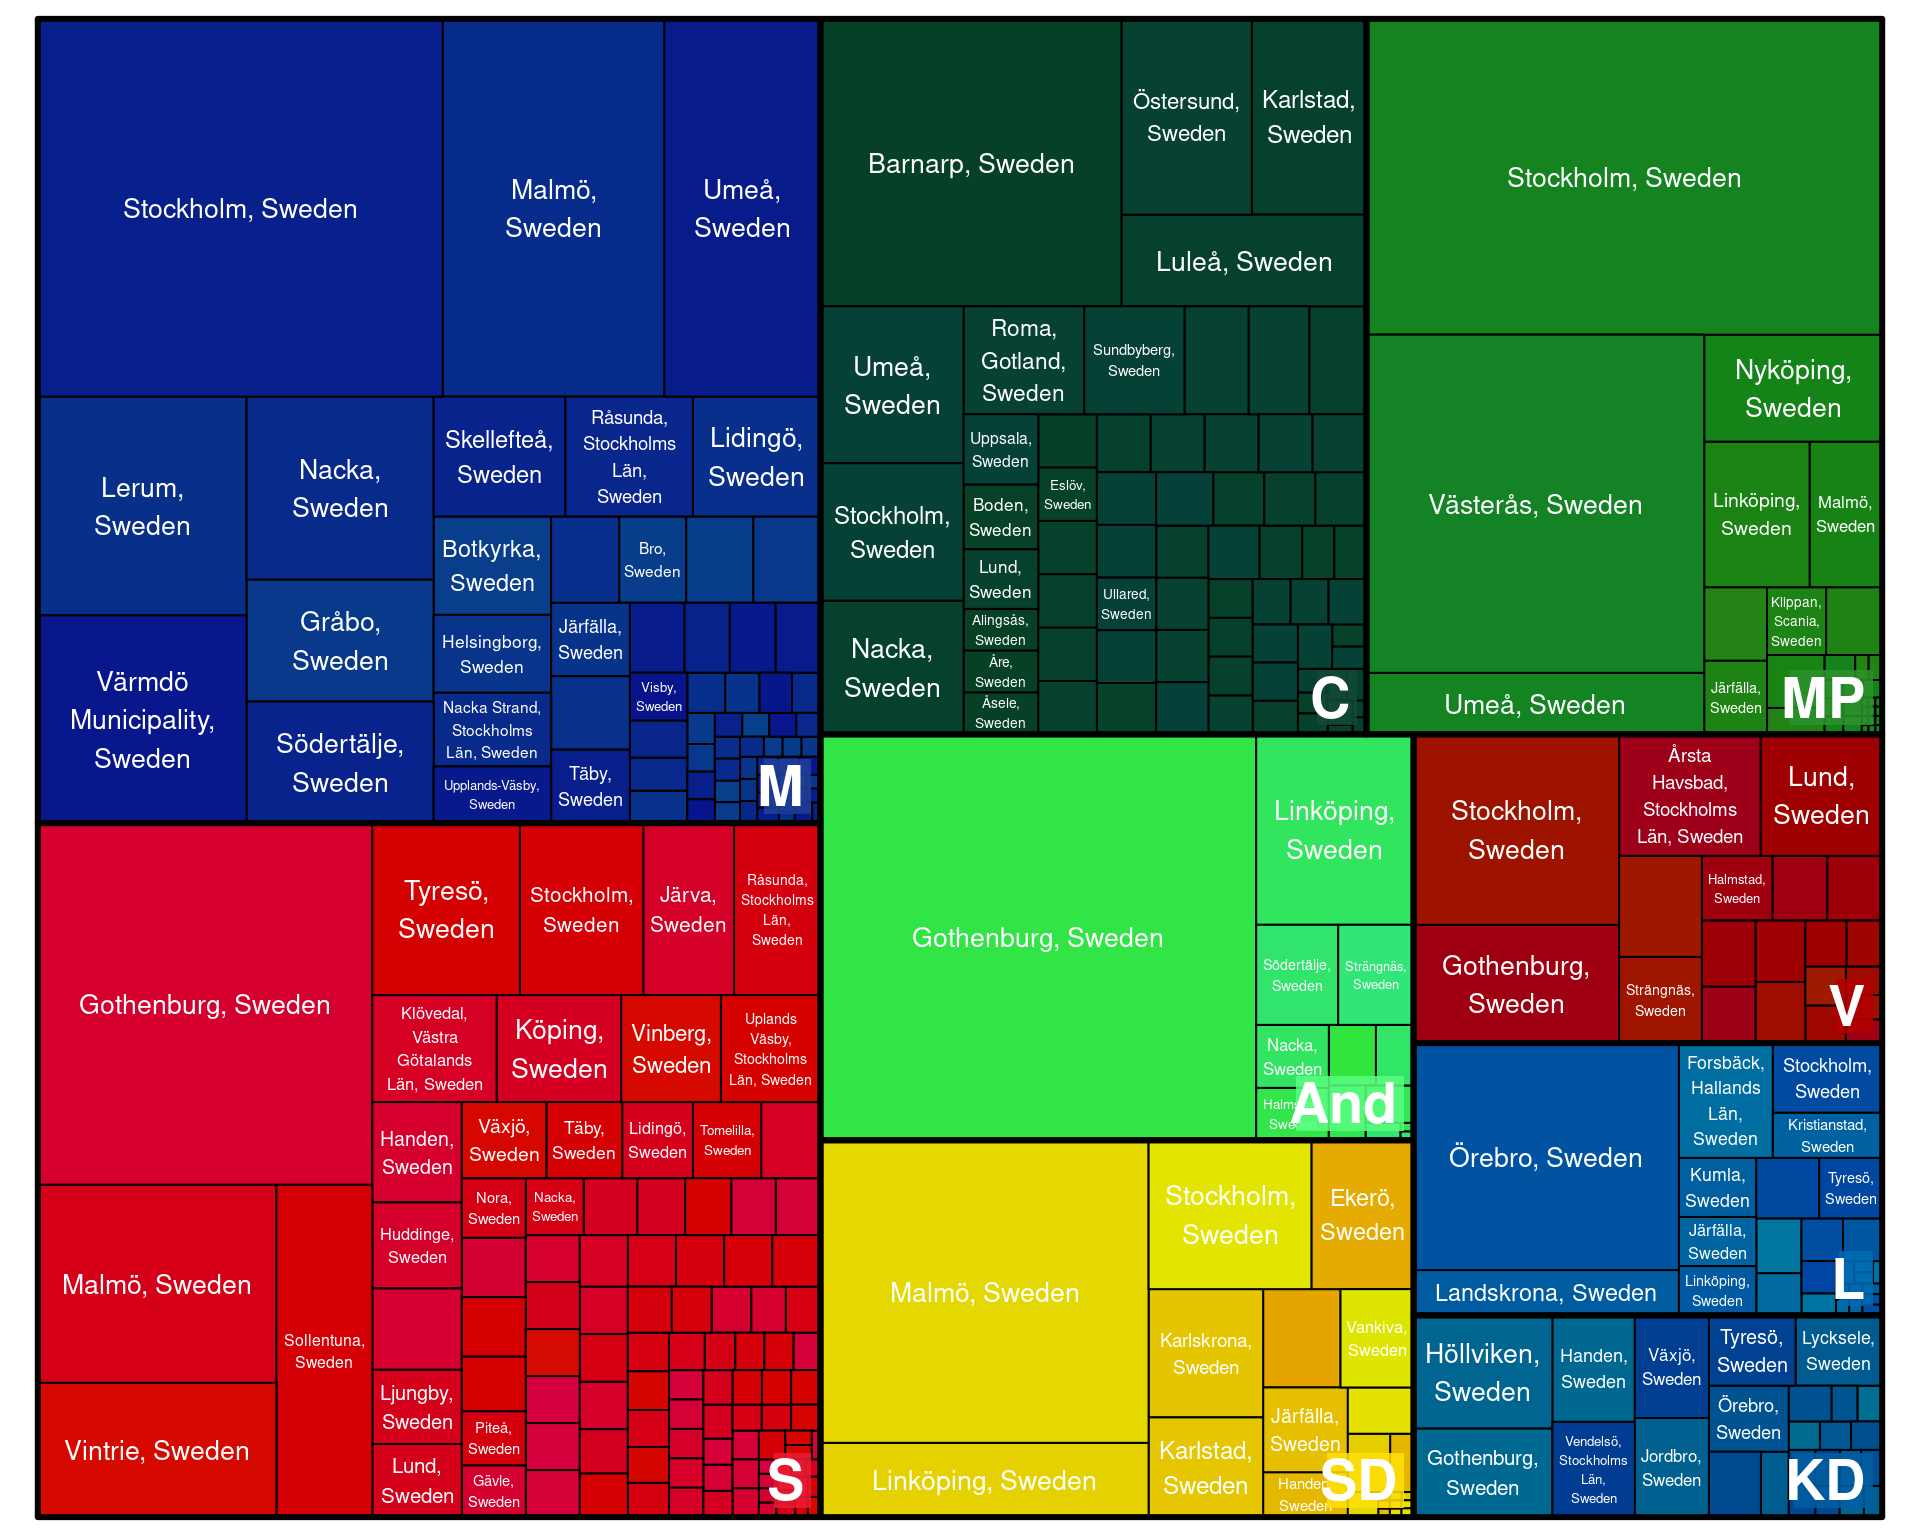 Stockholm, Sweden
Malmö,
Sweden
Umeå,
Sweden
Lerum,
Sweden
Nacka,
Sweden
Skellefteå,
Sweden
Råsunda,
Stockholms
Län,
Sweden
Lidingö,
Sweden
Botkyrka,
Sweden
Bro,
Sweden
Gråbo,
Sweden
Helsingborg,
Sweden
Järfälla,
Sweden
Värmdö
Municipality,
Sweden
Södertälje,
Sweden
Nacka Strand,
Stockholms
Län, Sweden
Visby,
Sweden
Upplands-Väsby,
Sweden
Täby,
Sweden
M
Barnarp, Sweden
Östersund,
Sweden
Karlstad,
Sweden
Luleå, Sweden
Umeå,
Sweden
Roma,
Gotland,
Sweden
Sundbyberg,
Sweden
Stockholm,
Sweden
Uppsala,
Sweden
Eslöv,
Sweden
Boden,
Sweden
Lund,
Sweden
Ullared,
Sweden
Nacka,
Sweden
Alingsås,
Sweden
Åre,
Sweden
Åsele,
Sweden
C
Stockholm, Sweden
Västerås, Sweden
Nyköping,
Sweden
Linköping,
Sweden
Malmö,
Sweden
Klippan,
Scania,
Sweden
Järfälla,
Sweden
Umeå, Sweden
MP
Gothenburg, Sweden
Tyresö,
Sweden
Stockholm,
Sweden
Järva,
Sweden
Råsunda,
Stockholms
Län,
Sweden
Klövedal,
Västra
Götalands
Län, Sweden
Köping,
Sweden
Vinberg,
Sweden
Uplands
Väsby,
Stockholms
Län, Sweden
Handen,
Sweden
Växjö,
Sweden
Täby,
Sweden
Lidingö,
Sweden
Tomelilla,
Sweden
Nora,
Sweden
Nacka,
Sweden
Huddinge,
Sweden
Malmö, Sweden
Sollentuna,
Sweden
Vintrie, Sweden
Ljungby,
Sweden
Piteå,
Sweden
Lund,
Sweden
Gävle,
Sweden
S
Gothenburg, Sweden
Linköping,
Sweden
Södertälje,
Sweden
Strängnäs,
Sweden
Nacka,
Sweden
And
Malmö, Sweden
Stockholm,
Sweden
Ekerö,
Sweden
Karlskrona,
Sweden
Vankiva,
Sweden
Järfälla,
Sweden
Linköping, Sweden
Karlstad,
Sweden
Handen,
Sweden
SD
Stockholm,
Sweden
Årsta
Havsbad,
Stockholms
Län, Sweden
Lund,
Sweden
Halmstad,
Sweden
Gothenburg,
Sweden
Strängnäs,
Sweden
V
Örebro, Sweden
Forsbäck,
Hallands
Län,
Sweden
Stockholm,
Sweden
Kristianstad,
Sweden
Kumla,
Sweden
Tyresö,
Sweden
Järfälla,
Sweden
Linköping,
Sweden
Landskrona, Sweden
L
Höllviken,
Sweden
Handen,
Sweden
Växjö,
Sweden
Tyresö,
Sweden
Lycksele,
Sweden
Örebro,
Sweden
Gothenburg,
Sweden
Vendelsö,
Stockholms
Län,
Sweden
Jordbro,
Sweden
KD